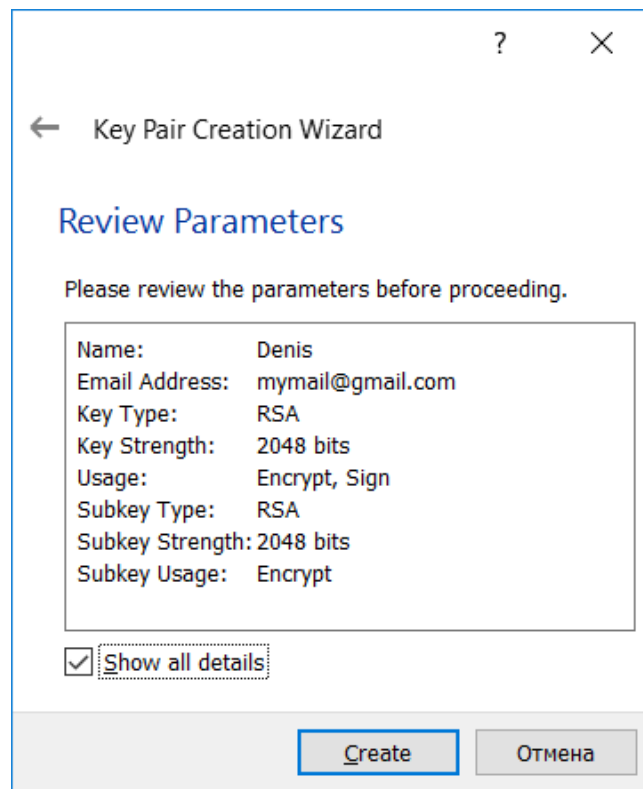 ?
Key Pair Creation Wizard
Review Parameters
Please review the parameters before proceeding.
Name: Denis
Email Address: mymail@gmail.com
Key Type: RSA
Key Strength: 2048 bits
Usage: Encrypt, Sign
Subkey Type: RSA
Subkey Strength: 2048 bits
Subkey Usage: Encrypt
Show all details
Create Отмена